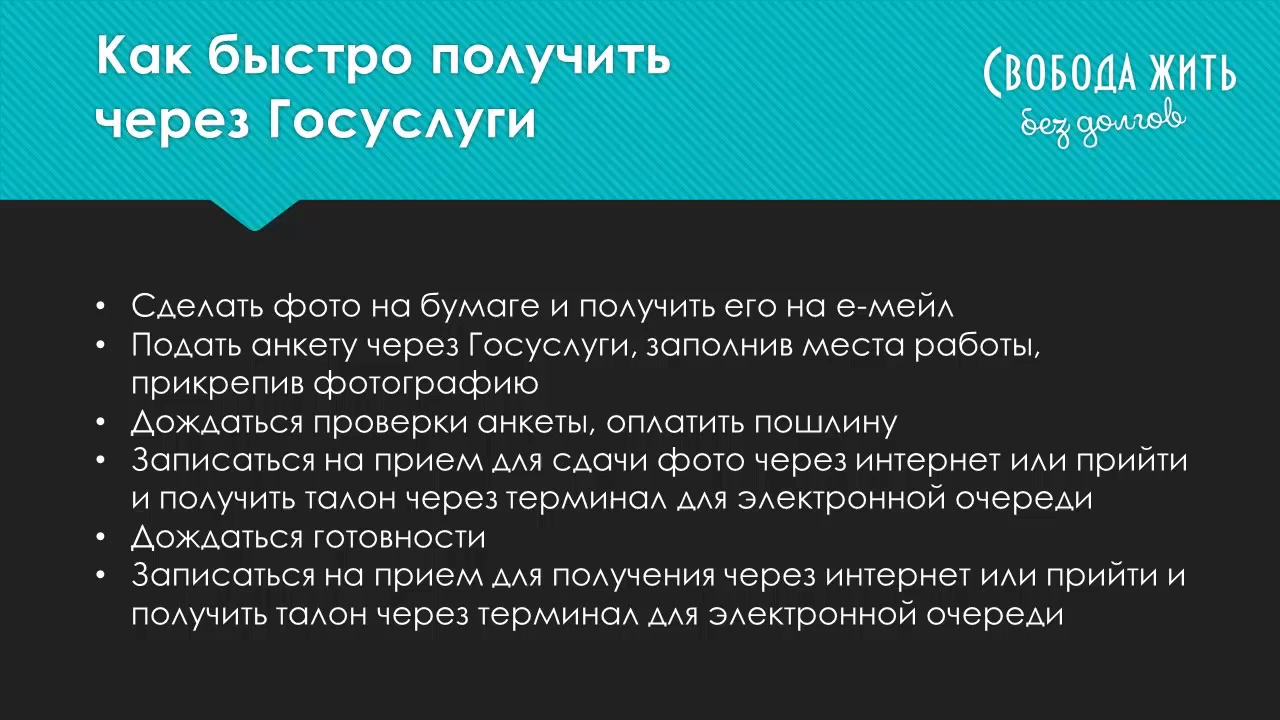 Как быстро получить
через Госуслуги
СВОБОДА ЖИТЬ
без долгов
• Сделать фото на бумаге и получить его на е-мейл
• Подать анкету через Госуслуги, заполнив места работы,
прикрепив фотографию
• Дождаться проверки анкеты, оплатить пошлину
• Записаться на прием для сдачи фото через интернет или прийти
и получить талон через терминал для электронной очереди
• Дождаться готовности
• Записаться на прием для получения через интернет или прийти и
получить талон через терминал для электронной очереди